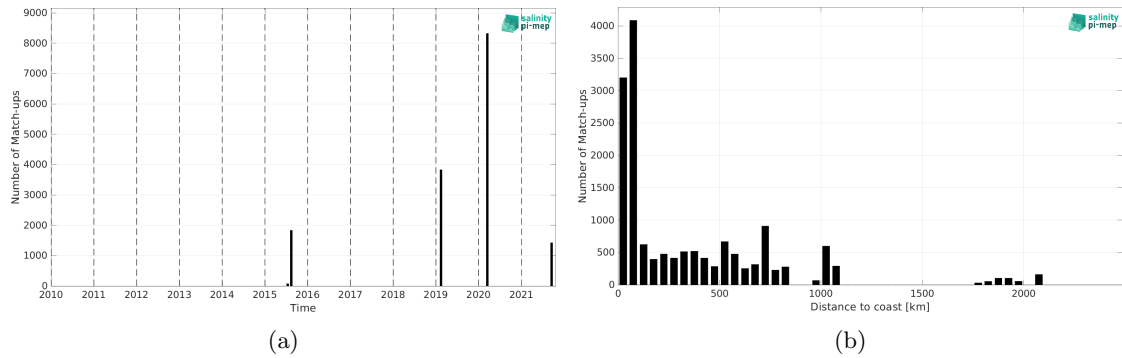 9000
8000
7000
6000
5000
4000
3000
2000
1000
0
Number of Match-ups
2010 2011 2012 2013 2014 2015 2016 2017 2018 2019 2020 2021
Time
salinity
pi-mep
(a)
4000
3500
3000
2500
2000
1500
1000
500
0
Number of Match-ups
0 500 1000 1500 2000
Distance to coast [km]
salinity
pi-mep
(b)